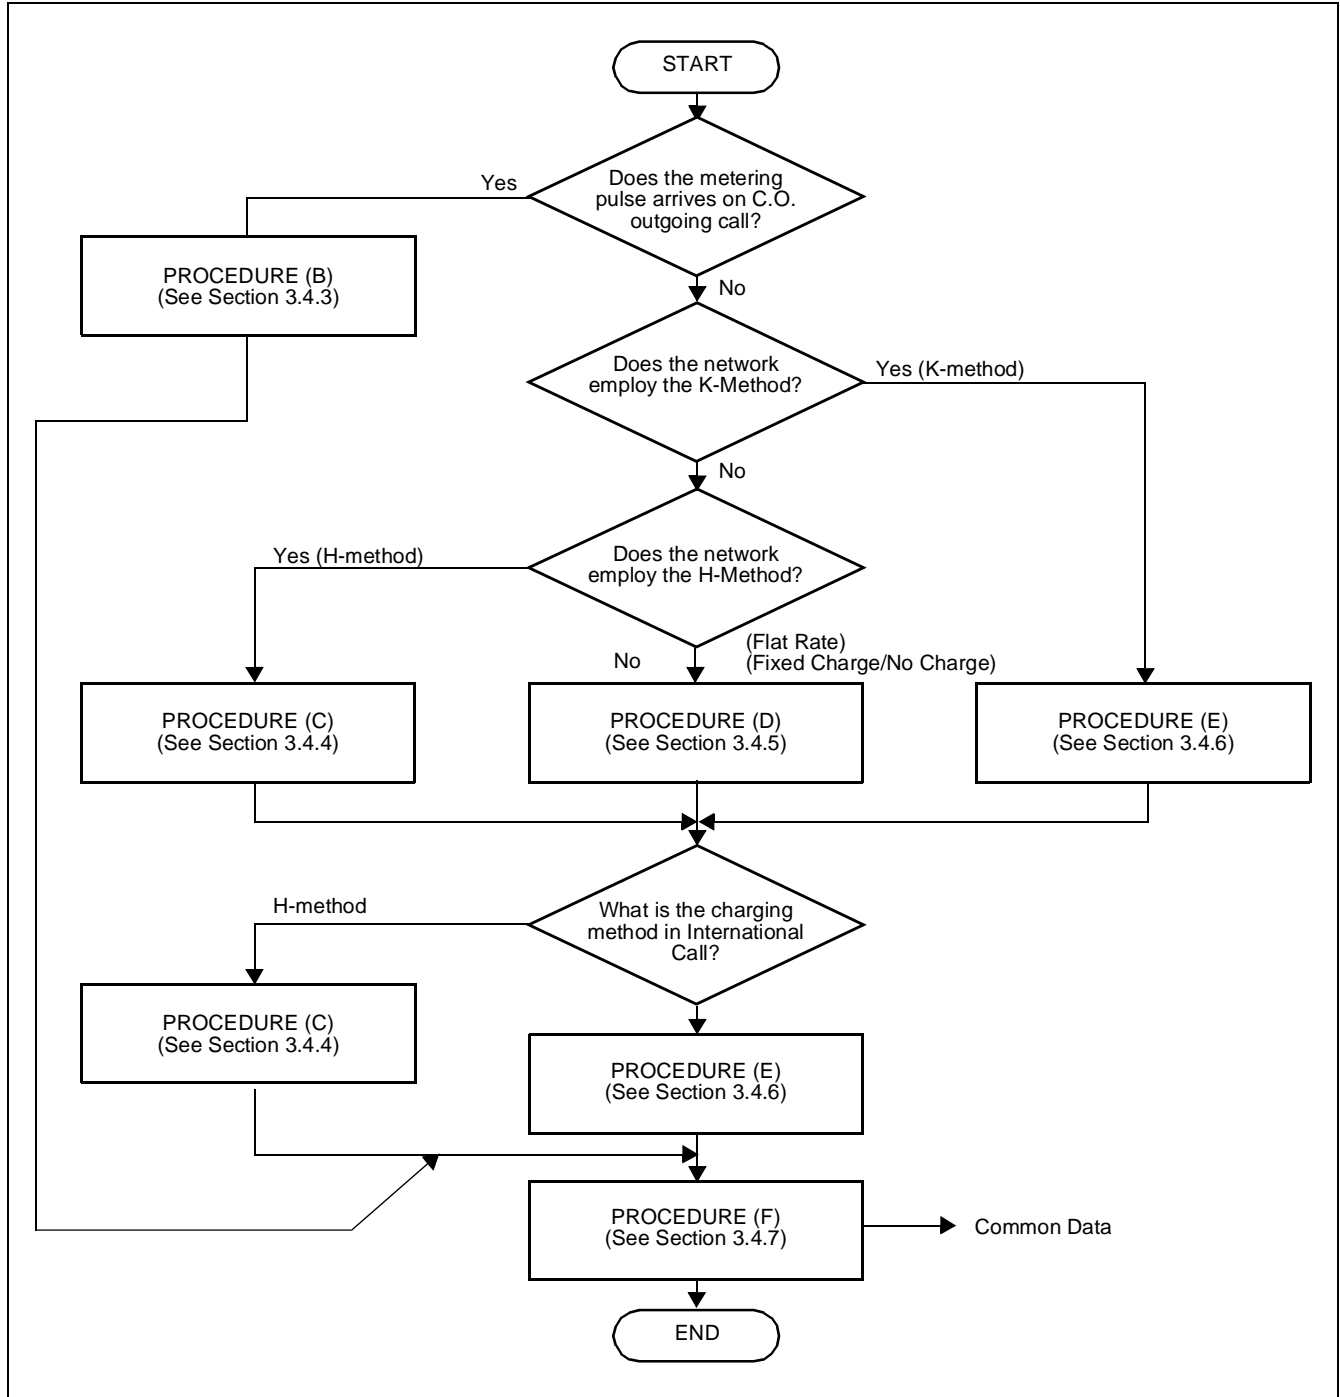 START
Does the metering
pulse arrives on C.O.
outgoing call?
Yes
PROCEDURE (B)
(See Section 3.4.3)
No
Does the network
employ the K-Method?
Yes (K-method)
No
Does the network
employ the H-Method?
Yes (H-method)
No
(Flat Rate)
(Fixed Charge/No Charge)
PROCEDURE (C)
(See Section 3.4.4)
PROCEDURE (D)
(See Section 3.4.5)
PROCEDURE (E)
(See Section 3.4.6)
What is the charging
method in International
Call?
H-method
PROCEDURE (C)
(See Section 3.4.4)
PROCEDURE (E)
(See Section 3.4.6)
PROCEDURE (F)
(See Section 3.4.7)
Common Data
END